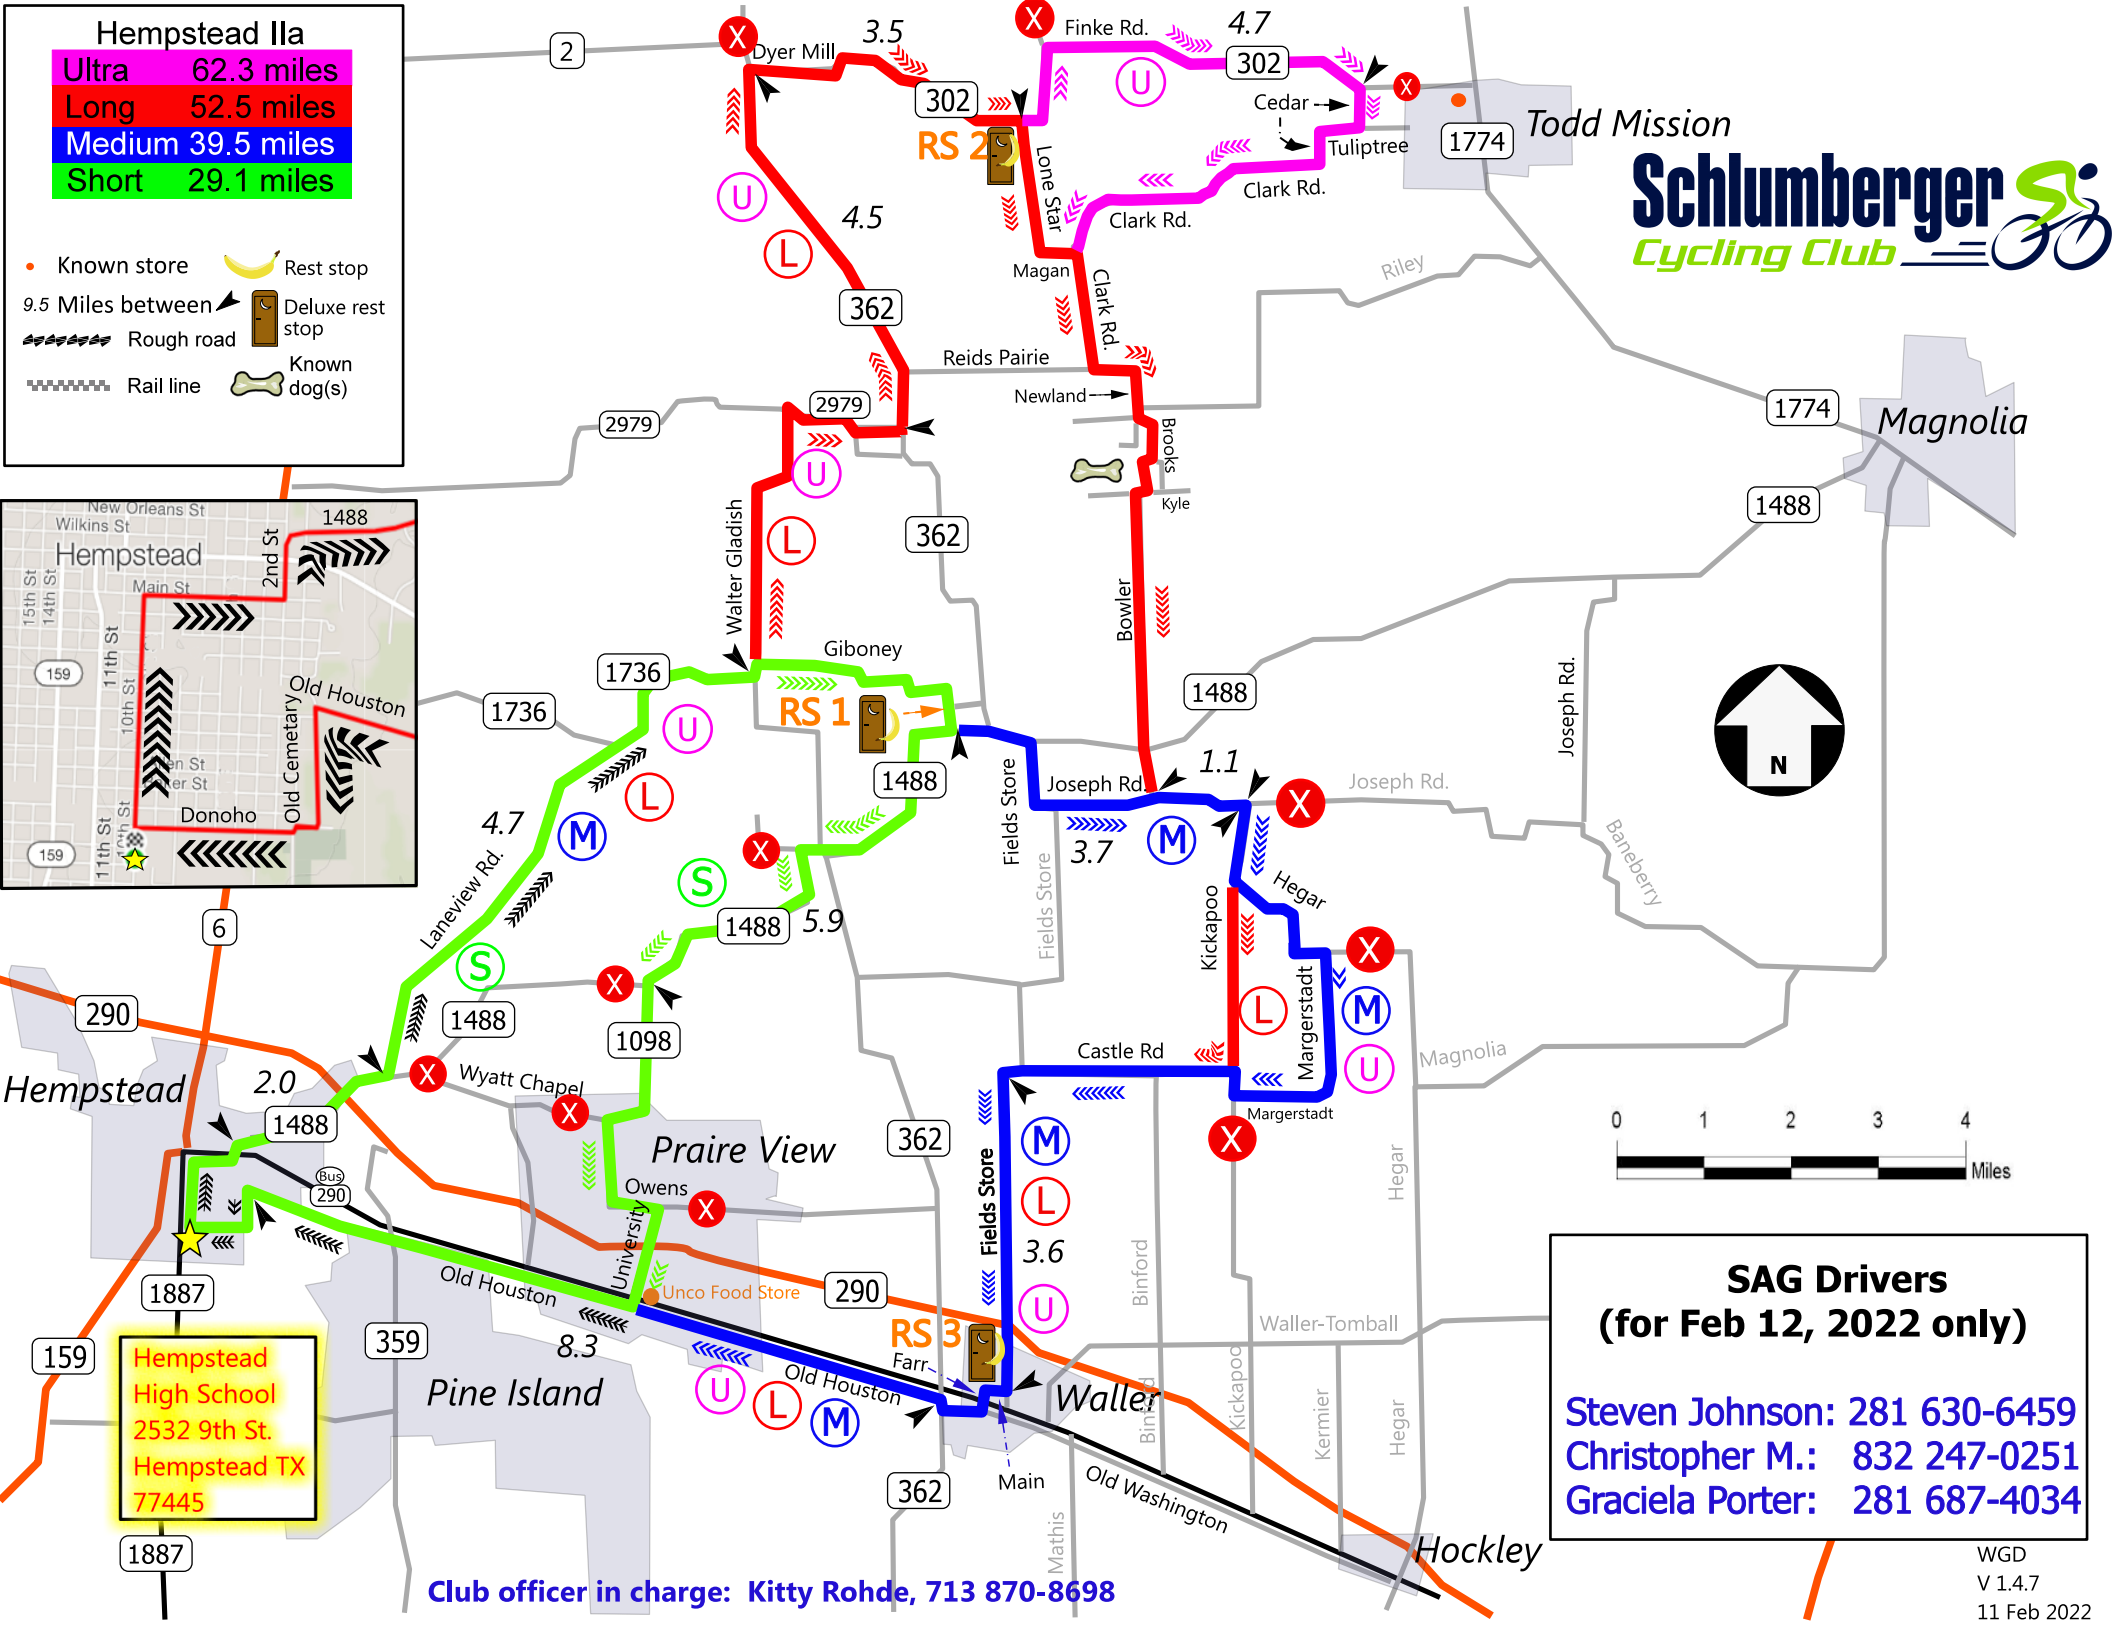 Hempstead IIa
Ultra 62.3 miles
Long 52.5 miles
Medium 39.5 miles
Short 29.1 miles
Known store
Rest stop
9.5 Miles between
Deluxe rest
stop
Rough road
Rail line
Known
dog(s)
2
X
Dyer Mill
3.5
302
X
Finke Rd.
4.7
302
U
Cedar
X
Tuliptree
1774
Todd Mission
Schlumberger
Cycling Club
RS 2
Lone Star
Clark Rd.
Clark Rd.
Magan
Clark Rd.
U
L
4.5
362
Riley
Reids Pairie
Newland
2979
2979
U
L
Walter Gladish
362
Brooks
Kyle
Bowler
1774
Magnolia
1488
New Orleans St
Wilkins St
1488
Hempstead
2nd St
Main St
15th St
14th St
11th St
159
10th St
Old Houston
Old Cemetary
Donoho
159
11th St
10th St
Giboney
1736
1736
U
L
M
RS 1
1488
4.7
Laneview Rd.
S
S
X
1488
5.9
1488
1.1
X
Joseph Rd.
Joseph Rd.
Joseph Rd.
Fields Store
3.7
M
Fields Store
Baneberry
N
Hegar
Kickapoo
X
L
Margerstadt
M
U
Magnolia
Castle Rd
Margerstadt
X
6
290
X
1488
1098
Hempstead
2.0
X
Wyatt Chapel
X
1488
Praire View
362
Bus
290
Owens
X
University
Old Houston
Unco Food Store
290
M
L
Fields Store
3.6
U
RS 3
Farr
Waller
Main
Hegar
Binford
Waller-Tomball
Binford
Kickapoo
Kermier
Hegar
0 1 2 3 4
Miles
1887
159
Hempstead
High School
2532 9th St.
Hempstead TX
77445
1887
359
8.3
Pine Island
U
L
M
Old Houston
362
Old Washington
Mathis
Hockley
SAG Drivers
(for Feb 12, 2022 only)
Steven Johnson: 281 630-6459
Christopher M.: 832 247-0251
Graciela Porter: 281 687-4034
Club officer in charge: Kitty Rohde, 713 870-8698
WGD
V 1.4.7
11 Feb 2022